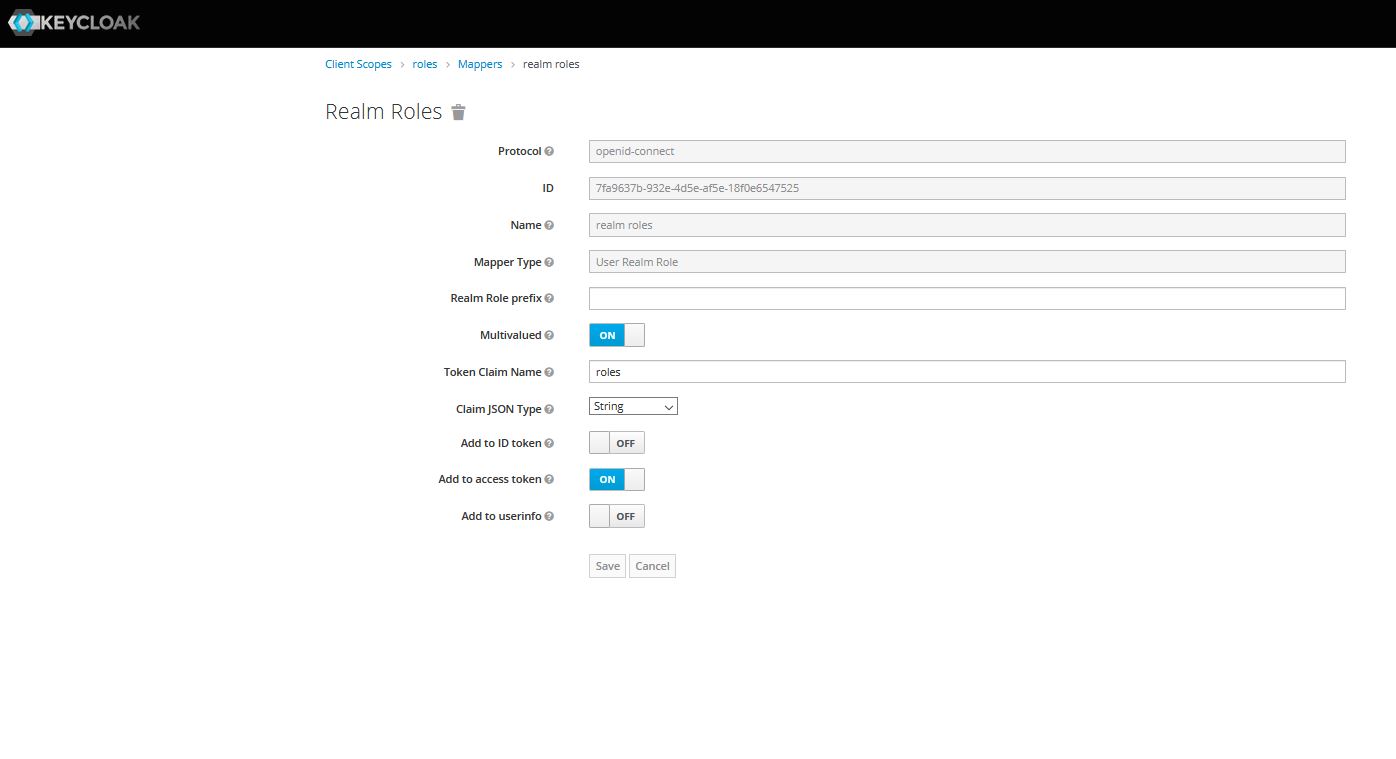 KEYCLOAK
Client Scopes > roles > Mappers > realm roles
Realm Roles
Protocol openid-connect
ID 7fa9637b-932e-4d5e-af5e-18f0e6547525
Name realm roles
Mapper Type User Realm Role
Realm Role prefix
Multivalued ON
Token Claim Name roles
Claim JSON Type String
Add to ID token OFF
Add to access token ON
Add to userinfo OFF
Save Cancel